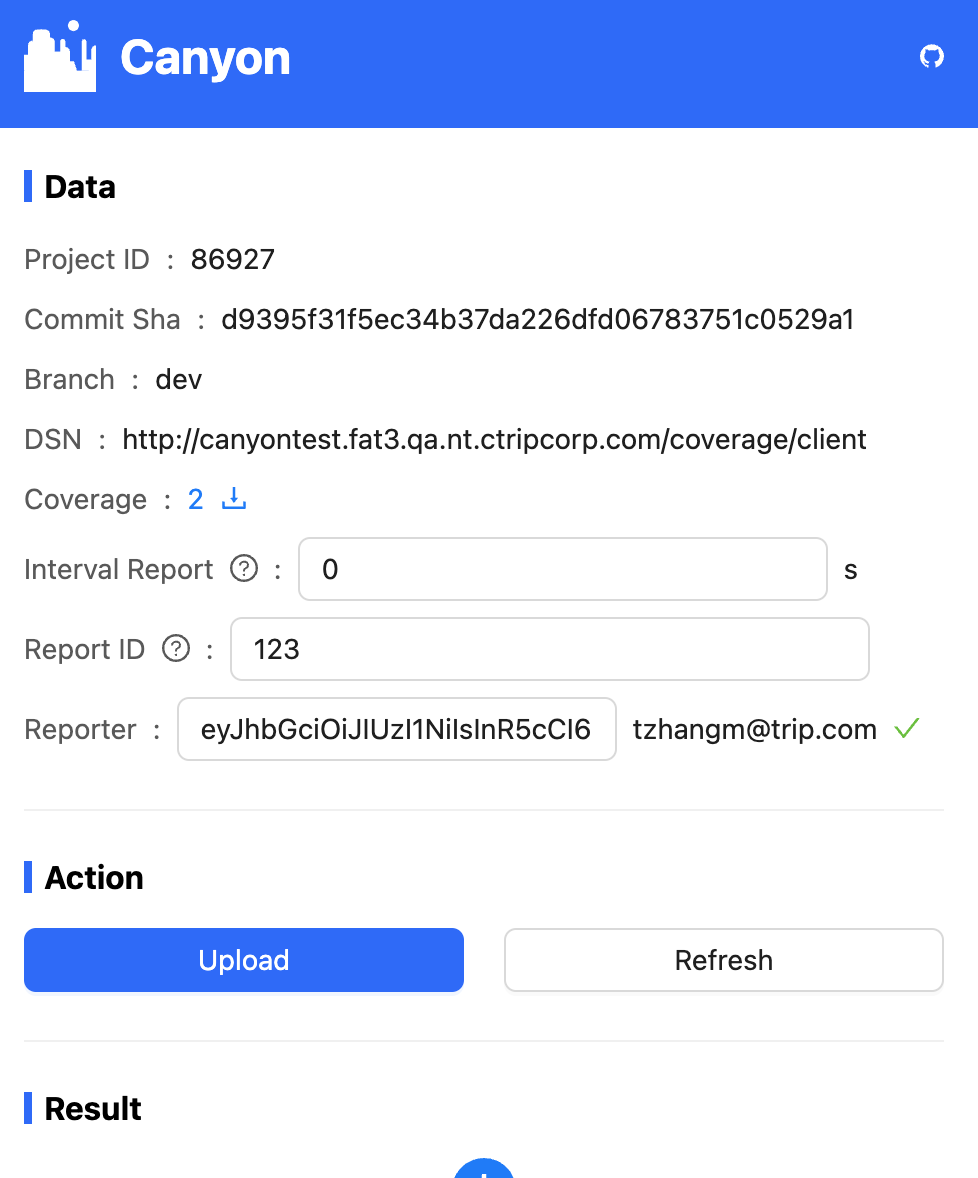 Canyon
Data
Project ID : 86927
Commit Sha : d9395f31f5ec34b37da226dfd06783751c0529a1
Branch : dev
DSN : http://canyontest.fat3.qa.nt.ctripcorp.com/coverage/client
Coverage : 2
Interval Report ? : 0 s
Report ID ? : 123
Reporter : eyJhbGciOiJIUzI1NiIsInR5cCI6 tzhangm@trip.com
Action
Upload Refresh
Result